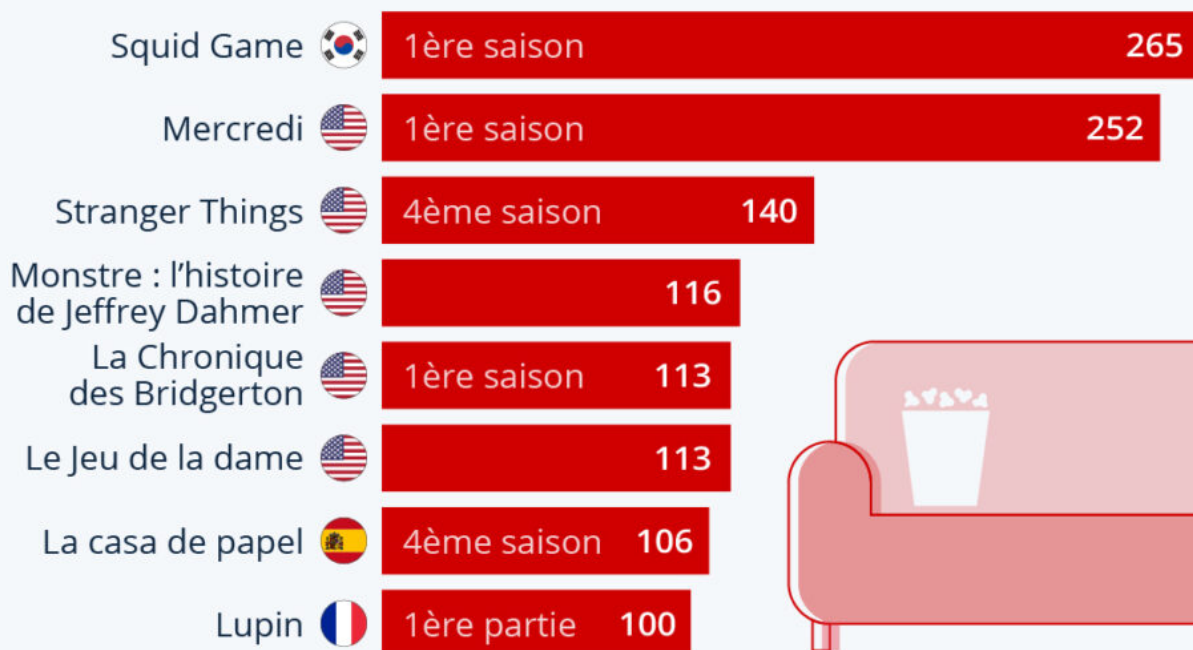 Squid Game 1ère saison 265
Mercredi 1ère saison 252
Stranger Things 4ème saison 140
Monstre : l’histoire
de Jeffrey Dahmer 116
La Chronique
des Bridgerton 1ère saison 113
Le Jeu de la dame 113
La casa de papel 4ème saison 106
Lupin 1ère partie 100